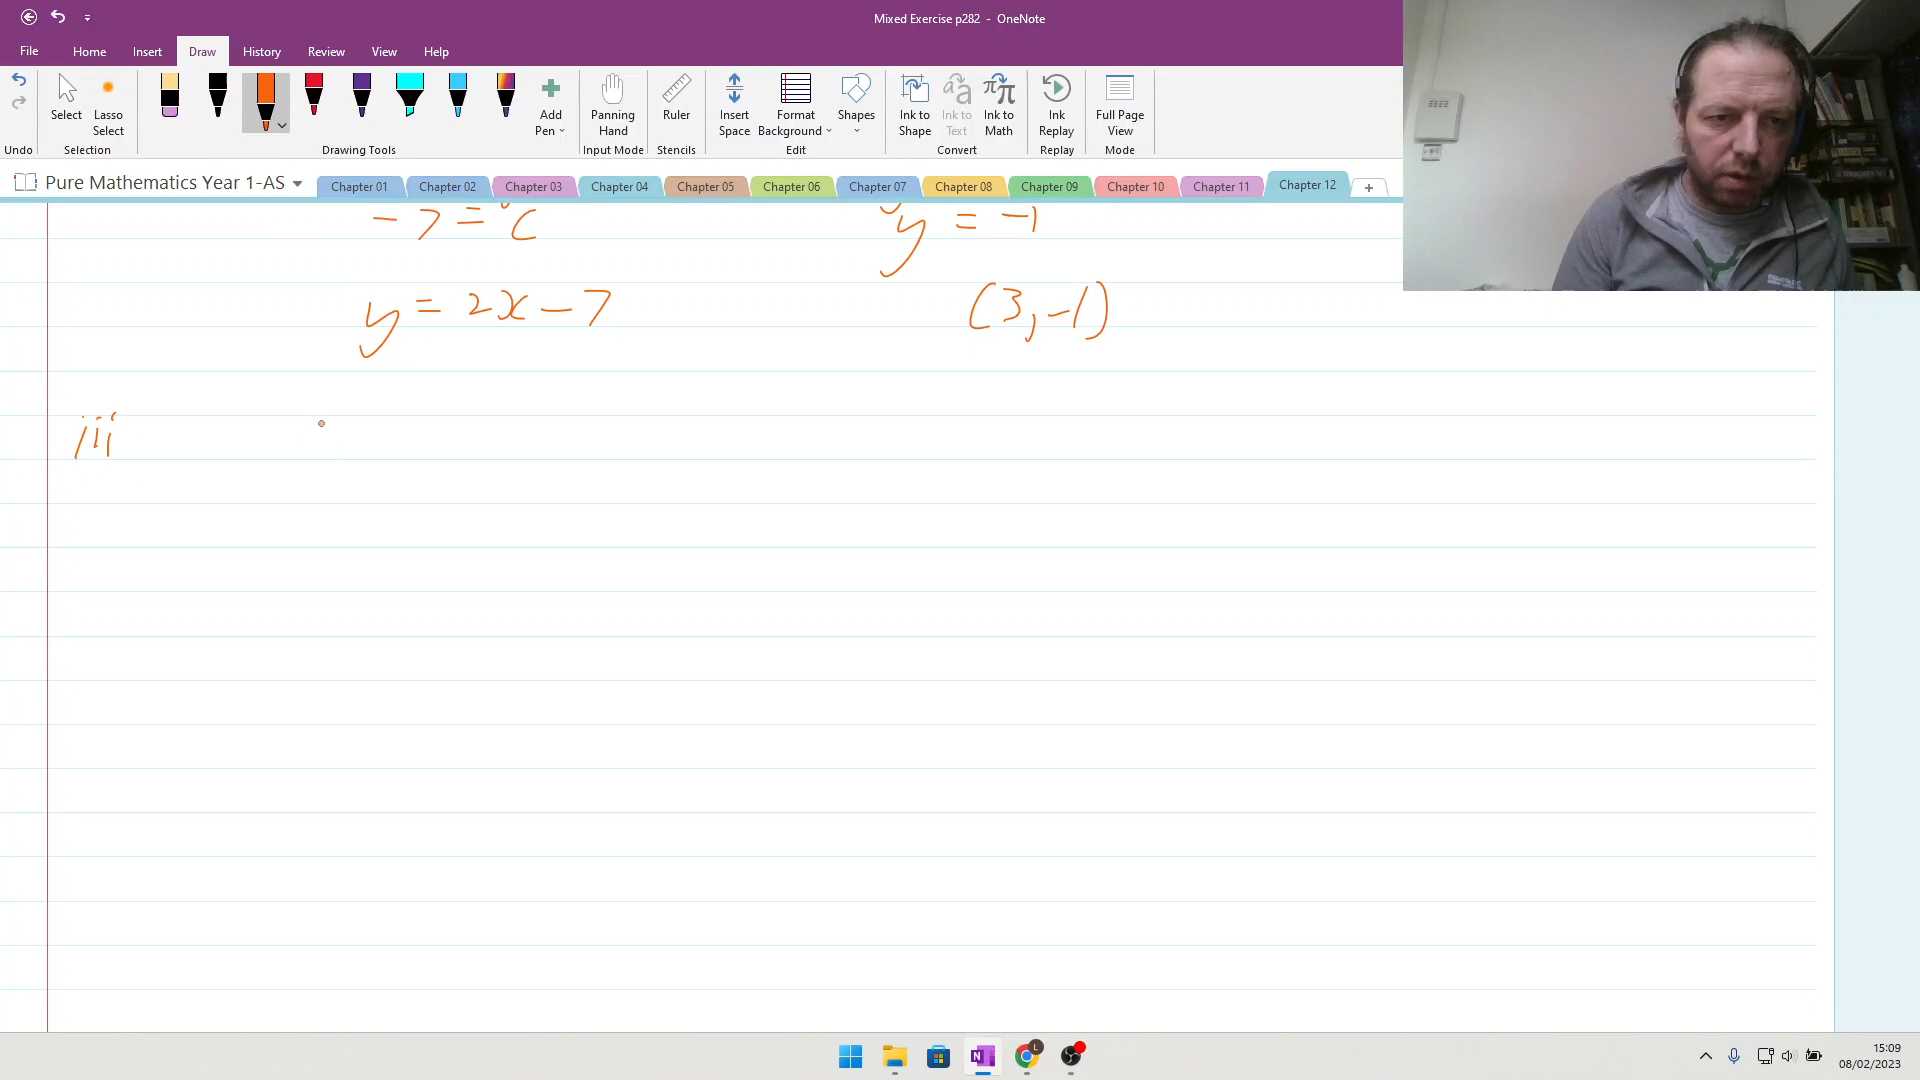 Mixed Exercise p282 - OneNote
File Home Insert Draw History Review View Help
Select Lasso Select Add Pen Panning Hand Ruler Insert Space Format Background Shapes Ink to Shape Ink to Text Ink to Math Ink Replay Full Page View
Undo Selection Drawing Tools Input Mode Stencils Edit Convert Replay Mode
Pure Mathematics Year 1-AS Chapter 01 Chapter 02 Chapter 03 Chapter 04 Chapter 05 Chapter 06 Chapter 07 Chapter 08 Chapter 09 Chapter 10 Chapter 11 Chapter 12 +
-7 = c y = -1
y = 2x - 7 (3, -1)
iii
L
N
15:09
08/02/2023